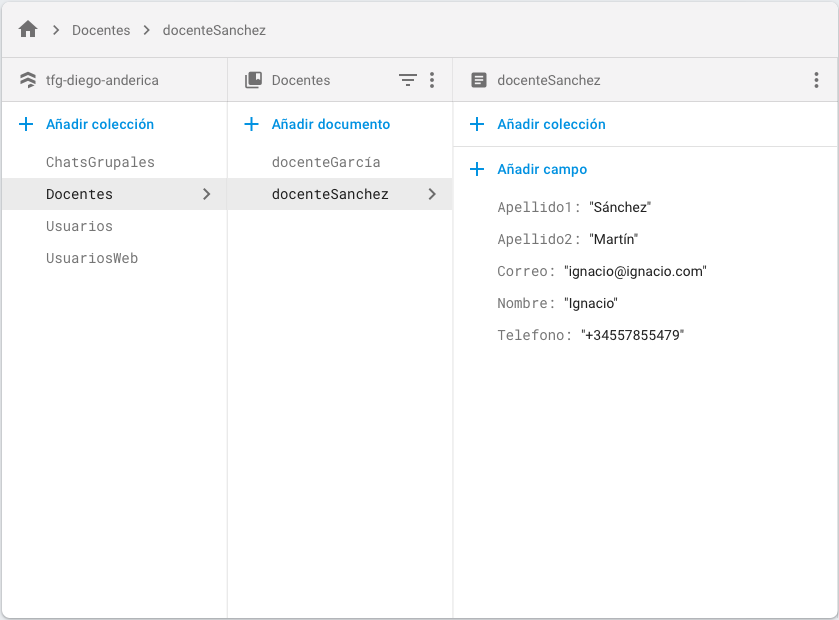 Docentes docenteSanchez
tfg-diego-anderica
Añadir colección
ChatsGrupales
Docentes
Usuarios
UsuariosWeb
Docentes
Añadir documento
docenteGarcía
docenteSanchez
docenteSanchez
Añadir colección
Añadir campo
Apellido1: "Sánchez"
Apellido2: "Martín"
Correo: "ignacio@ignacio.com"
Nombre: "Ignacio"
Telefono: "+34557855479"